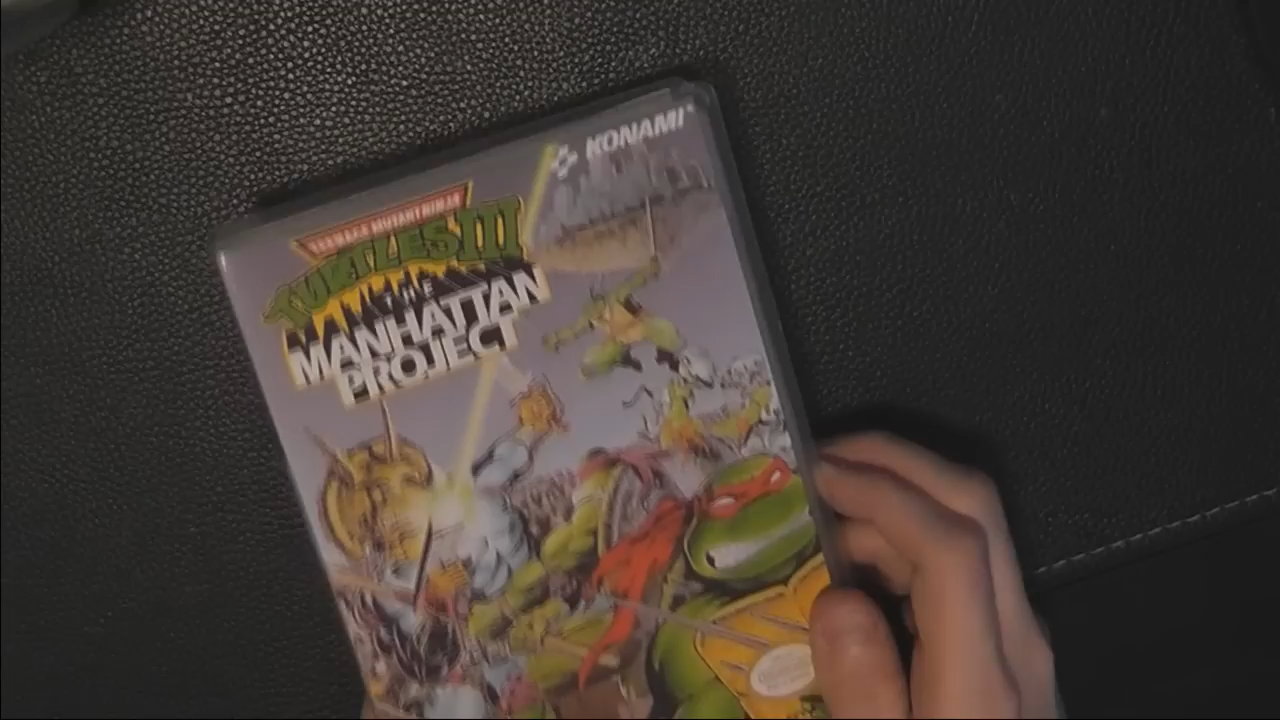 KONAMI
TEENAGE MUTANT NINJA
TURTLES III
THE
MANHATTAN
PROJECT